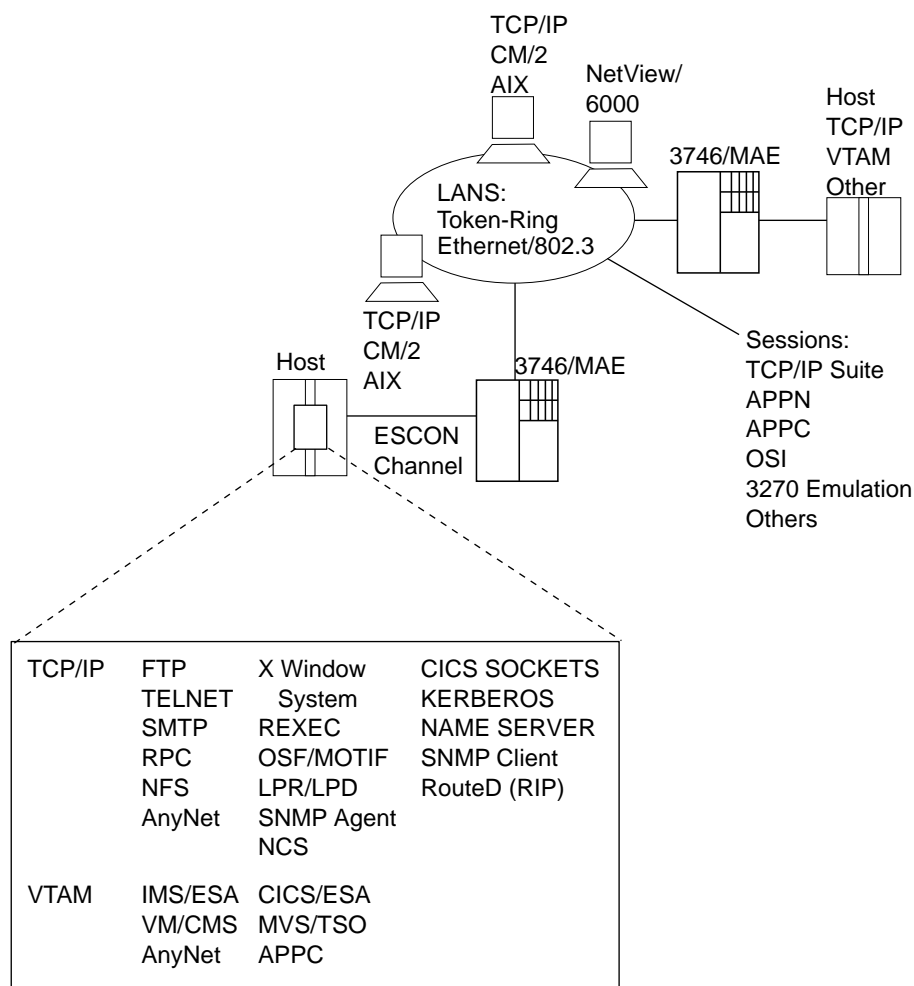 TCP/IP
CM/2
AIX
NetView/
6000
Host
TCP/IP
VTAM
Other
3746/MAE
LANS:
Token-Ring
Ethernet/802.3
TCP/IP
CM/2
AIX
Sessions:
TCP/IP Suite
APPN
APPC
OSI
3270 Emulation
Others
Host
3746/MAE
ESCON
Channel
TCP/IP FTP X Window CICS SOCKETS
TELNET System KERBEROS
SMTP REXEC NAME SERVER
RPC OSF/MOTIF SNMP Client
NFS LPR/LPD RouteD (RIP)
AnyNet SNMP Agent
NCS
VTAM IMS/ESA CICS/ESA
VM/CMS MVS/TSO
AnyNet APPC